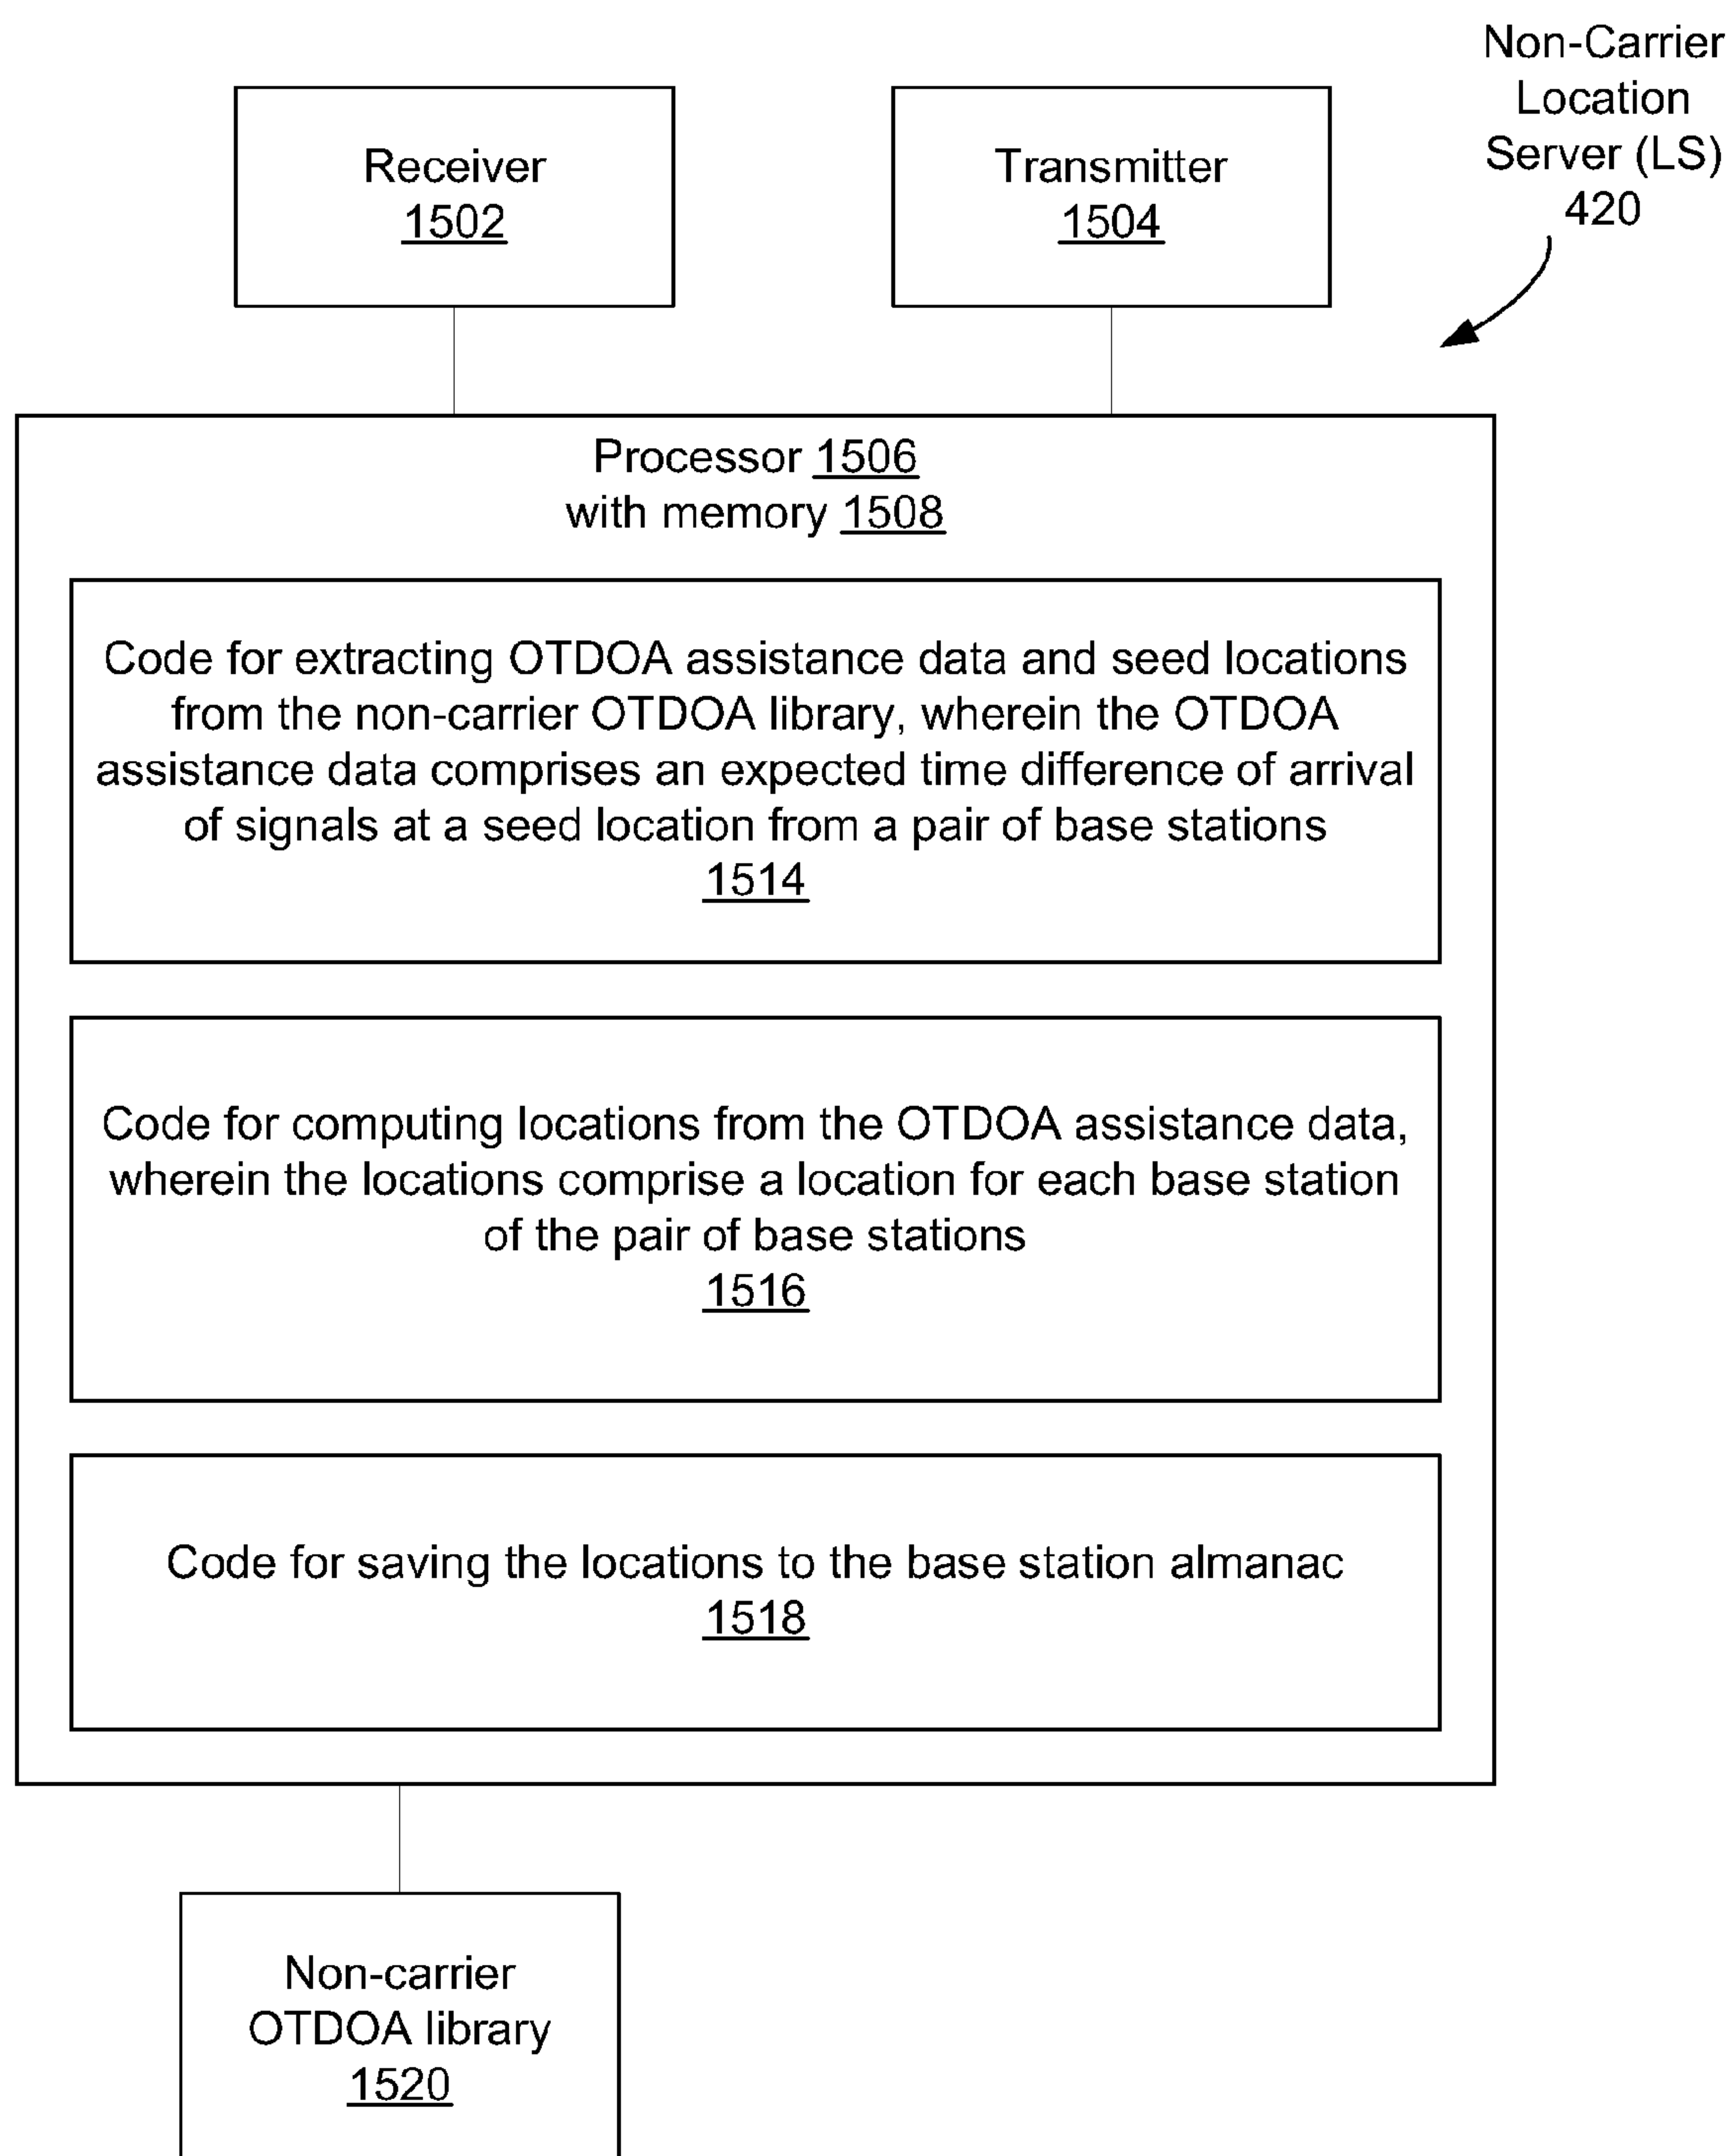 Non-Carrier
Location
Server (LS)
420
Receiver
1502
Transmitter
1504
Processor 1506
with memory 1508
Code for extracting OTDOA assistance data and seed locations
from the non-carrier OTDOA library, wherein the OTDOA
assistance data comprises an expected time difference of arrival
of signals at a seed location from a pair of base stations
1514
Code for computing locations from the OTDOA assistance data,
wherein the locations comprise a location for each base station
of the pair of base stations
1516
Code for saving the locations to the base station almanac
1518
Non-carrier
OTDOA library
1520